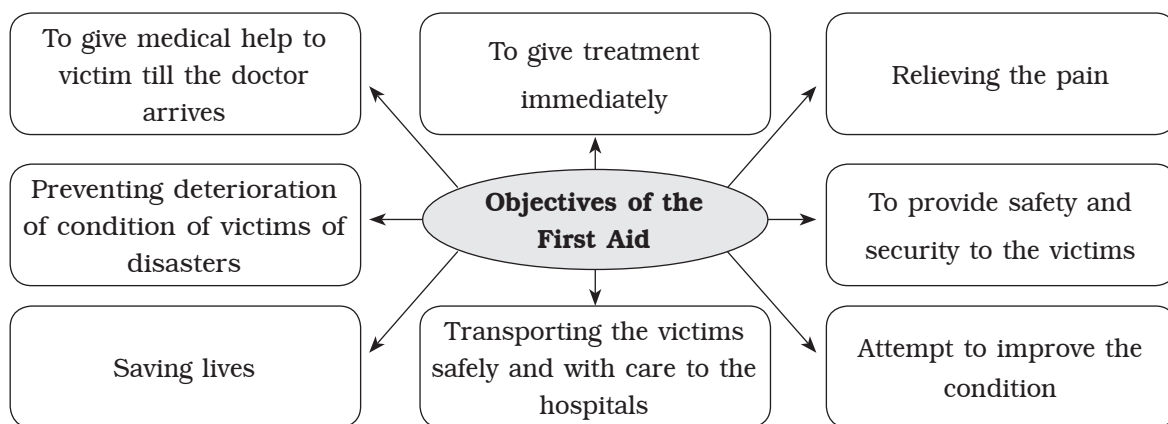 To give medical help to
victim till the doctor
arrives
To give treatment
immediately
Relieving the pain
Preventing deterioration
of condition of victims of
disasters
Objectives of the
First Aid
To provide safety and
security to the victims
Saving lives
Transporting the victims
safely and with care to the
hospitals
Attempt to improve the
condition